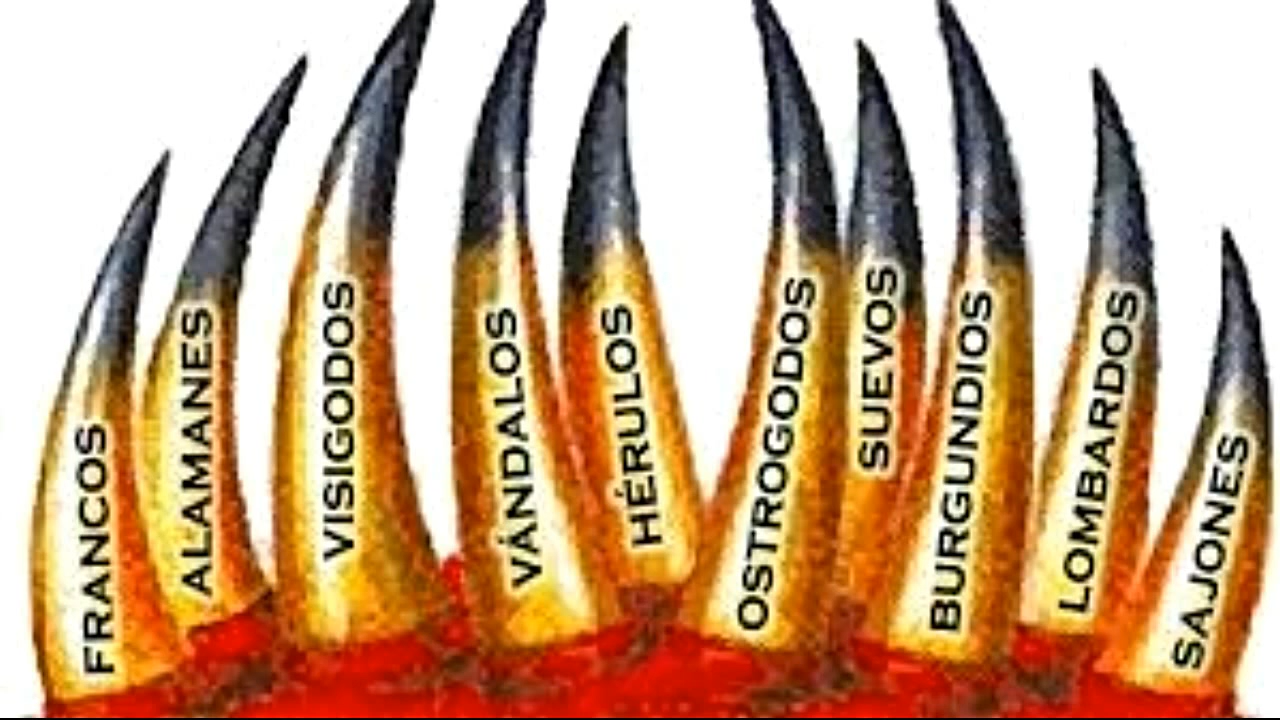 FRANCOS
ALAMANES
VISIGODOS
VÁNDALOS
HÉRULOS
OSTROGODOS
SUEVOS
BURGUNDIOS
LOMBARDOS
SAJONES